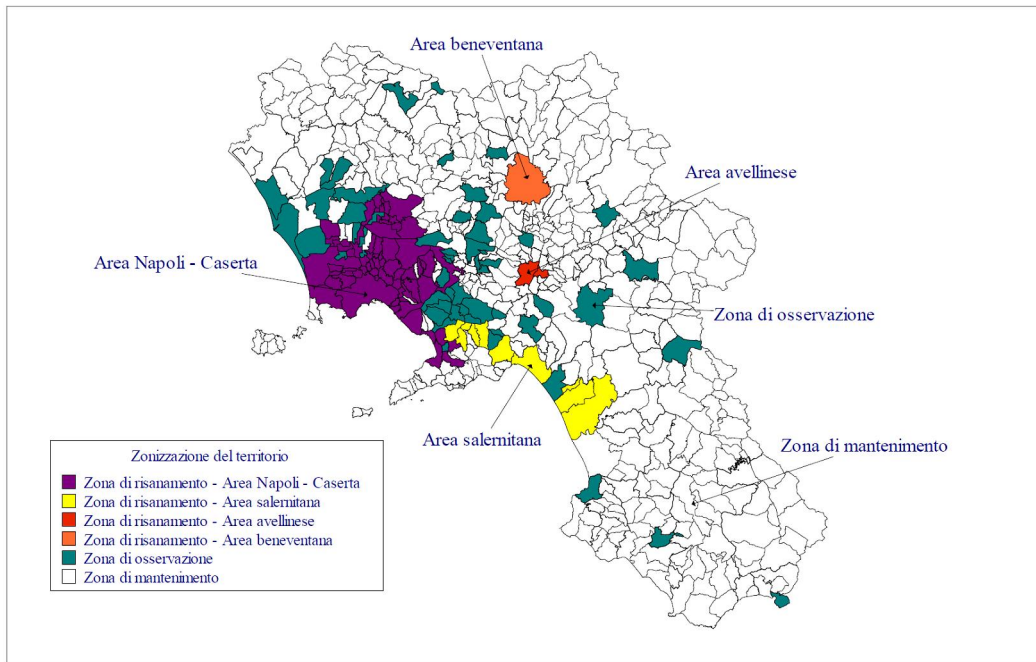 Area beneventana
Area avellinese
Area Napoli - Caserta
Zona di osservazione
Area salernitana
Zona di mantenimento
Zonizzazione del territorio
Zona di risanamento - Area Napoli - Caserta
Zona di risanamento - Area salernitana
Zona di risanamento - Area avellinese
Zona di risanamento - Area beneventana
Zona di osservazione
Zona di mantenimento